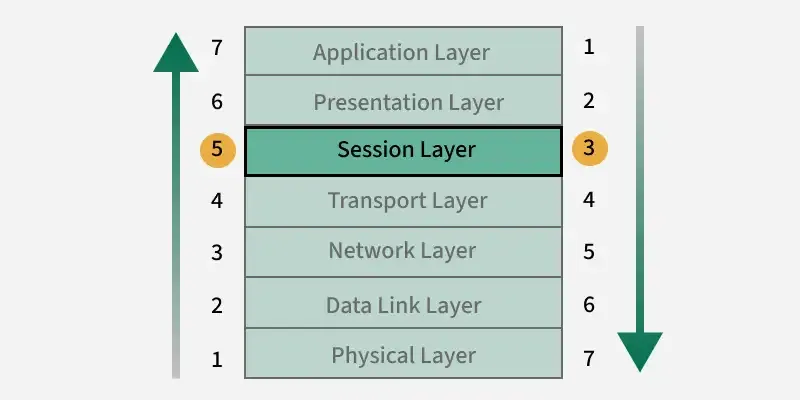 7 Application Layer 1
6 Presentation Layer 2
5 Session Layer 3
4 Transport Layer 4
3 Network Layer 5
2 Data Link Layer 6
1 Physical Layer 7